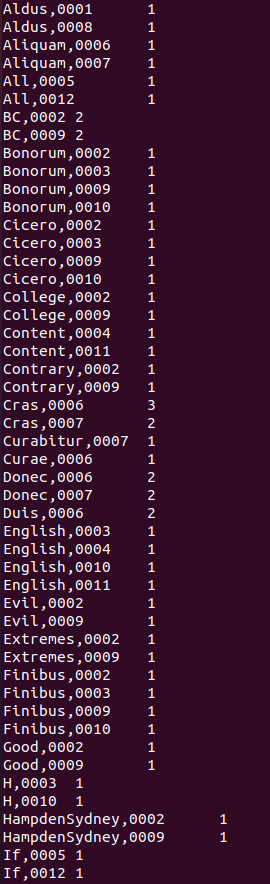 Aldus,0001	1
Aldus,0008	1
Aliquam,0006	1
Aliquam,0007	1
All,0005	1
All,0012	1
BC,0002	2
BC,0009	2
Bonorum,0002	1
Bonorum,0003	1
Bonorum,0009	1
Bonorum,0010	1
Cicero,0002	1
Cicero,0003	1
Cicero,0009	1
Cicero,0010	1
College,0002	1
College,0009	1
Content,0004	1
Content,0011	1
Contrary,0002	1
Contrary,0009	1
Cras,0006	3
Cras,0007	2
Curabitur,0007	1
Curae,0006	1
Donec,0006	2
Donec,0007	2
Duis,0006	2
English,0003	1
English,0004	1
English,0010	1
English,0011	1
Evil,0002	1
Evil,0009	1
Extremes,0002	1
Extremes,0009	1
Finibus,0002	1
Finibus,0003	1
Finibus,0009	1
Finibus,0010	1
Good,0002	1
Good,0009	1
H,0003	1
H,0010	1
HampdenSydney,0002	1
HampdenSydney,0009	1
If,0005	1
If,0012	1